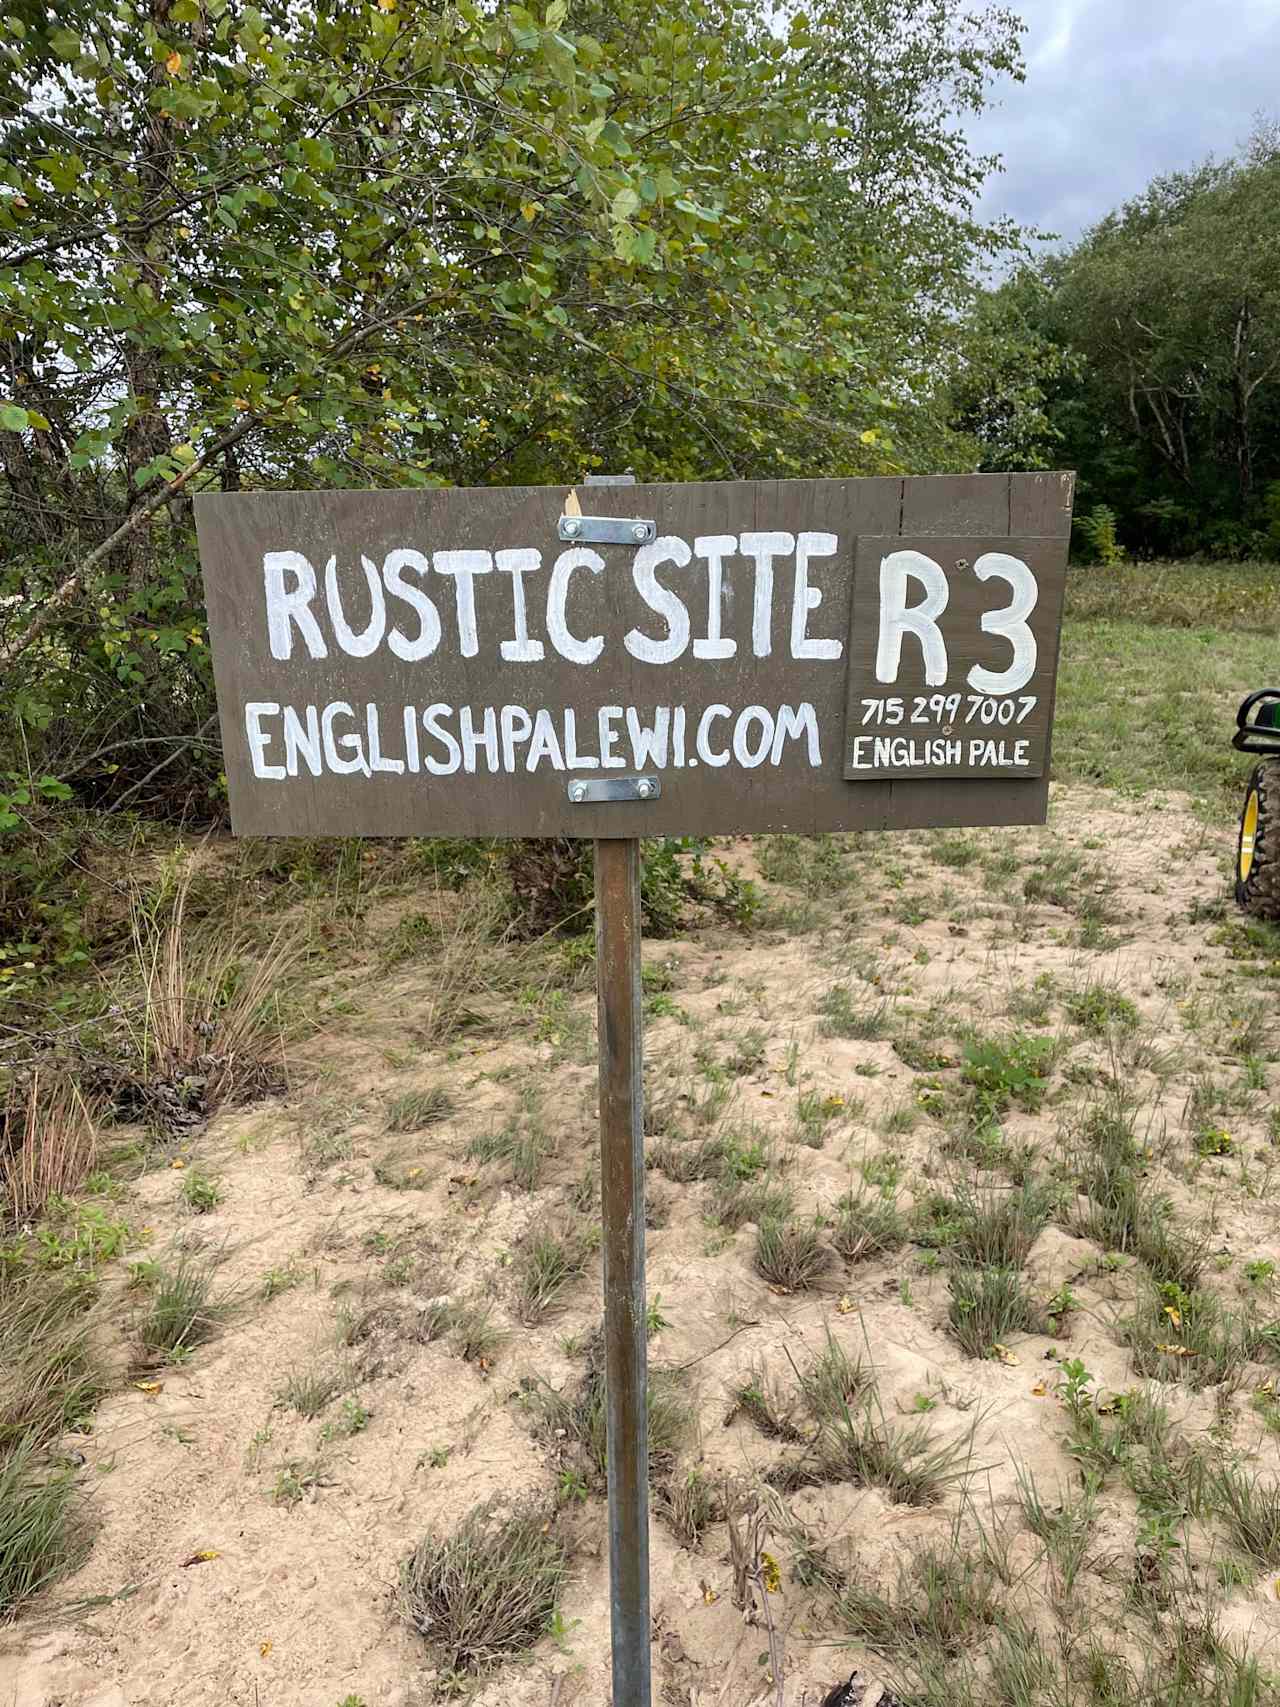 RUSTIC SITE
ENGLISHPALEWI.COM
R3
715 299 7007
ENGLISH PALE